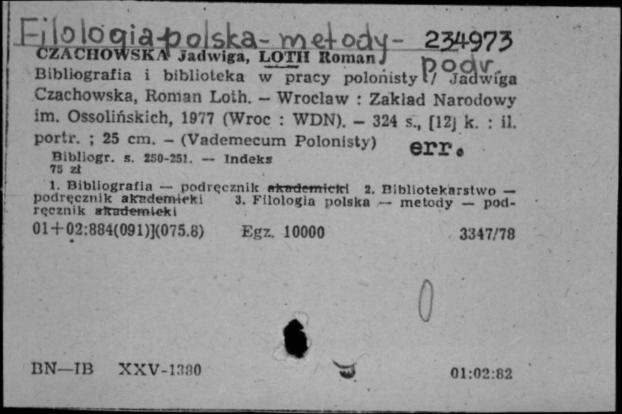 Filologia polska - metody - 234973
podr.
CZACHOWSKA Jadwiga, LOTH Roman
Bibliografia i biblioteka w pracy polonisty / Jadwiga
Czachowska, Roman Loth. — Wrocław : Zakład Narodowy
im. Ossolińskich, 1977 (Wroc : WDN). — 324 s., [12] k. : il.
portr. ; 25 cm. — (Vademecum Polonisty)
err.
Bibliogr. s. 250-251. — Indeks
75 zł
1. Bibliografia — podręcznik akademicki 2. Bibliotekarstwo —
podręcznik akademicki 3. Filologia polska — metody — pod-
ręcznik akademicki
01+02:884(091)](075.8) Egz. 10000 3347/78
0
BN—IB XXV-1380 01:02:82